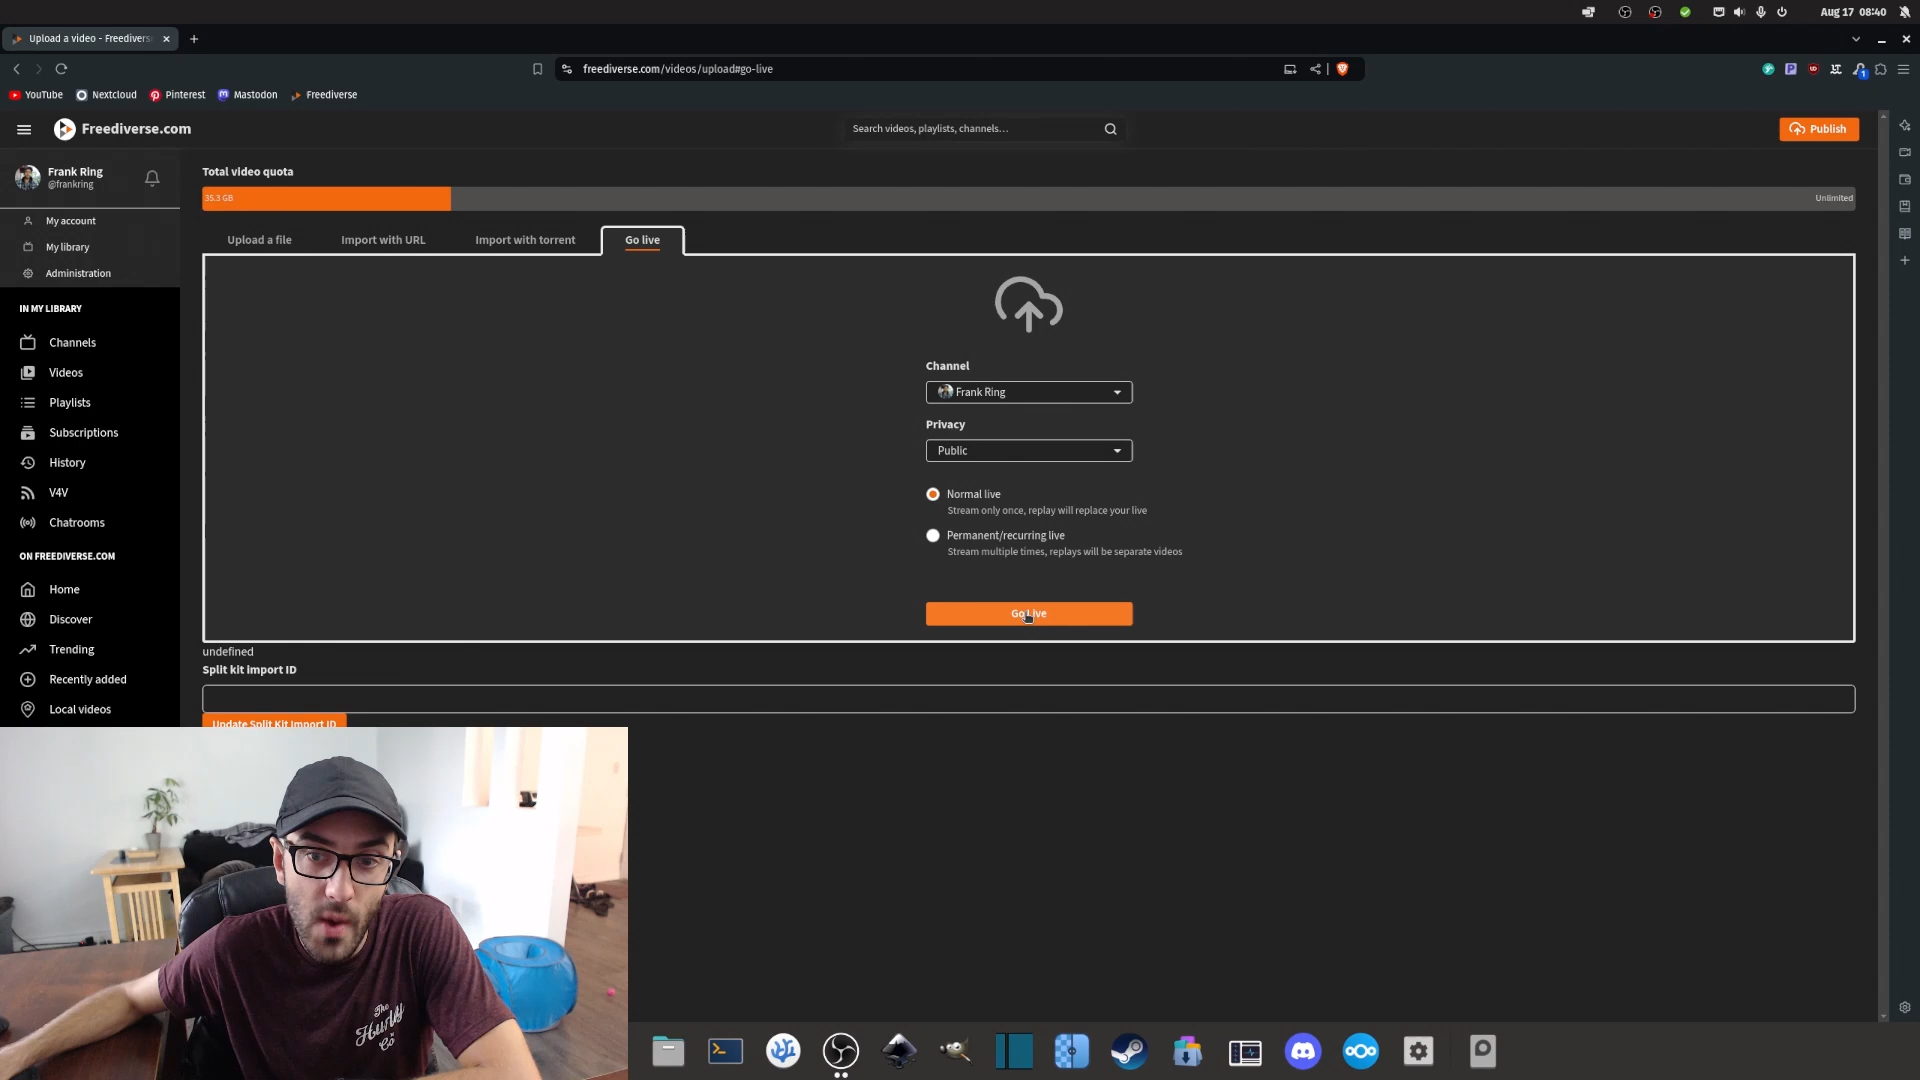 Aug 17 08:40
Upload a video - Freedivers
freediverse.com/videos/upload#go-live
YouTube
Nextcloud
Pinterest
Mastodon
Freediverse
Freediverse.com
Search videos, playlists, channels…
Publish
Frank Ring
@frankring
My account
My library
Administration
IN MY LIBRARY
Channels
Videos
Playlists
Subscriptions
History
V4V
Chatrooms
ON FREEDIVERSE.COM
Home
Discover
Trending
Recently added
Local videos
Total video quota
35.3 GB
Unlimited
Upload a file
Import with URL
Import with torrent
Go live
Channel
Frank Ring
Privacy
Public
Normal live
Stream only once, replay will replace your live
Permanent/recurring live
Stream multiple times, replays will be separate videos
Go Live
undefined
Split kit import ID
Update Split Kit Import ID
The
Hundy
Co